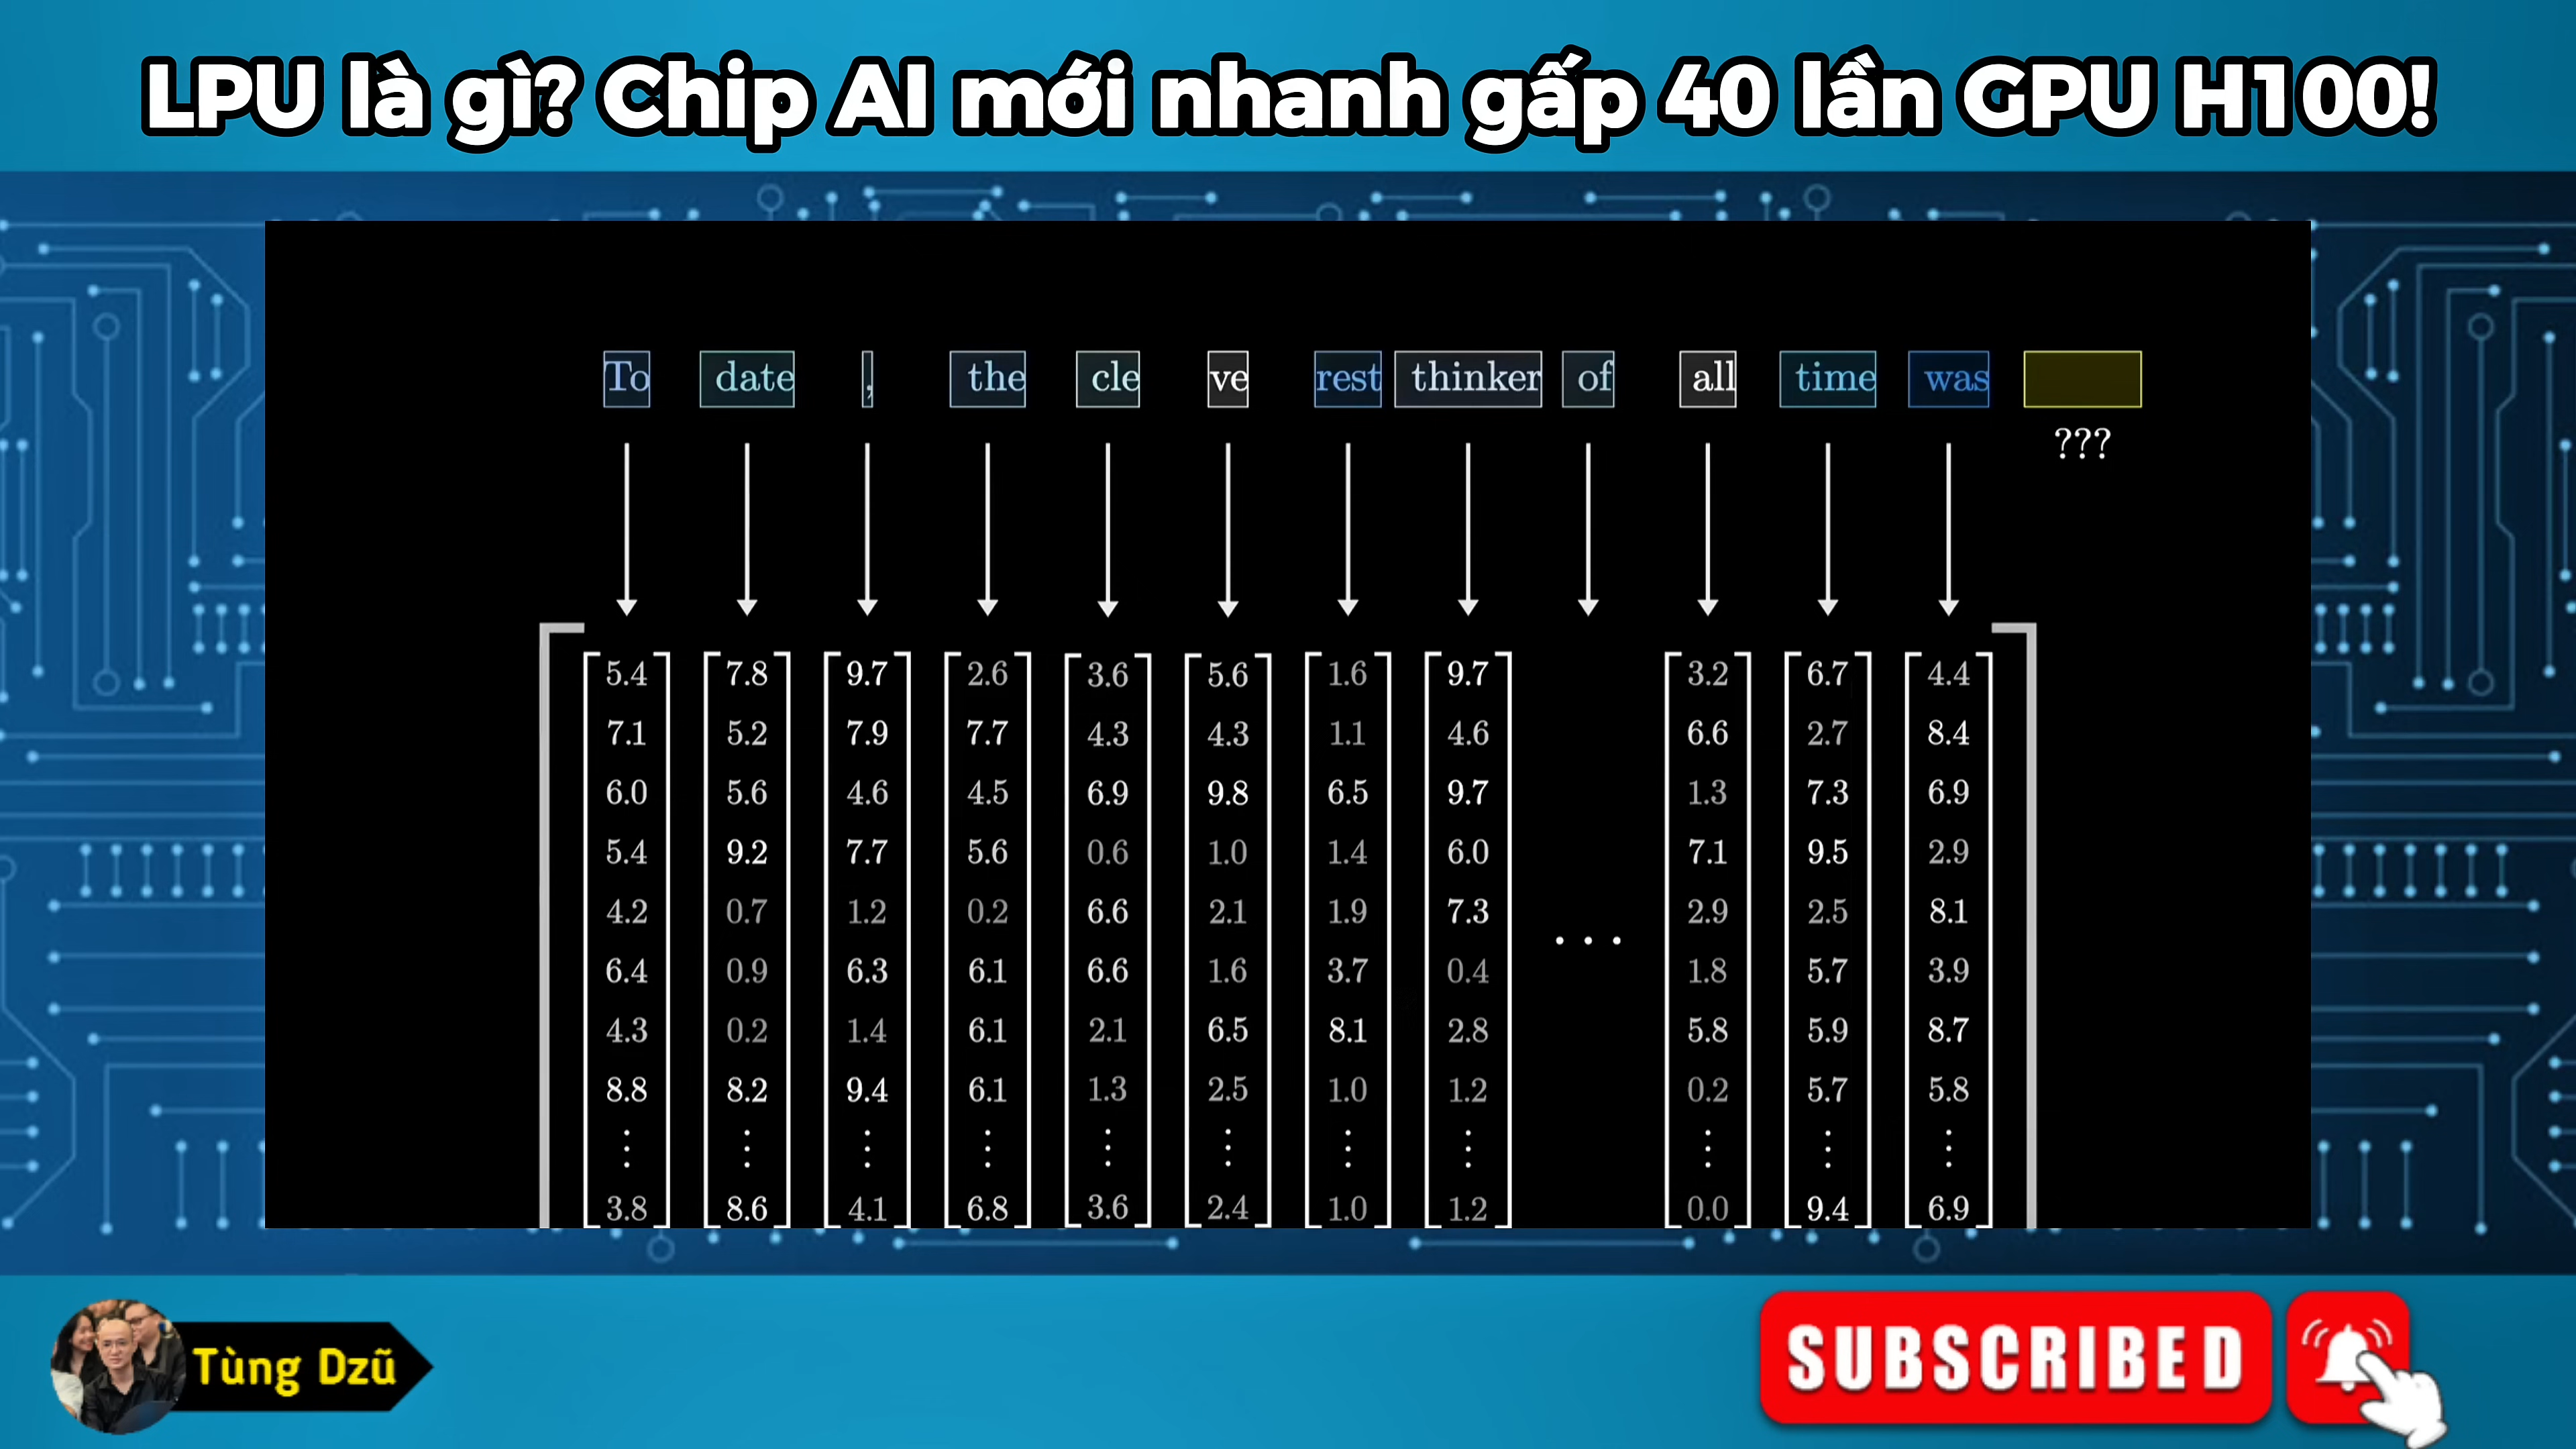 LPU là gì? Chip AI mới nhanh gấp 40 lần GPU H100!
To date , the cle ve rest thinker of all time was
???
5.4 7.8 9.7 2.6 3.6 5.6 1.6 9.7 3.2 6.7 4.4
7.1 5.2 7.9 7.7 4.3 4.3 1.1 4.6 6.6 2.7 8.4
6.0 5.6 4.6 4.5 6.9 9.8 6.5 9.7 1.3 7.3 6.9
5.4 9.2 7.7 5.6 0.6 1.0 1.4 6.0 7.1 9.5 2.9
4.2 0.7 1.2 0.2 6.6 2.1 1.9 7.3 ... 2.9 2.5 8.1
6.4 0.9 6.3 6.1 6.6 1.6 3.7 0.4 1.8 5.7 3.9
4.3 0.2 1.4 6.1 2.1 6.5 8.1 2.8 5.8 5.9 8.7
8.8 8.2 9.4 6.1 1.3 2.5 1.0 1.2 0.2 5.7 5.8
⋮ ⋮ ⋮ ⋮ ⋮ ⋮ ⋮ ⋮ ⋮ ⋮ ⋮
3.8 8.6 4.1 6.8 3.6 2.4 1.0 1.2 0.0 9.4 6.9
Tùng Dzũ
SUBSCRIBED